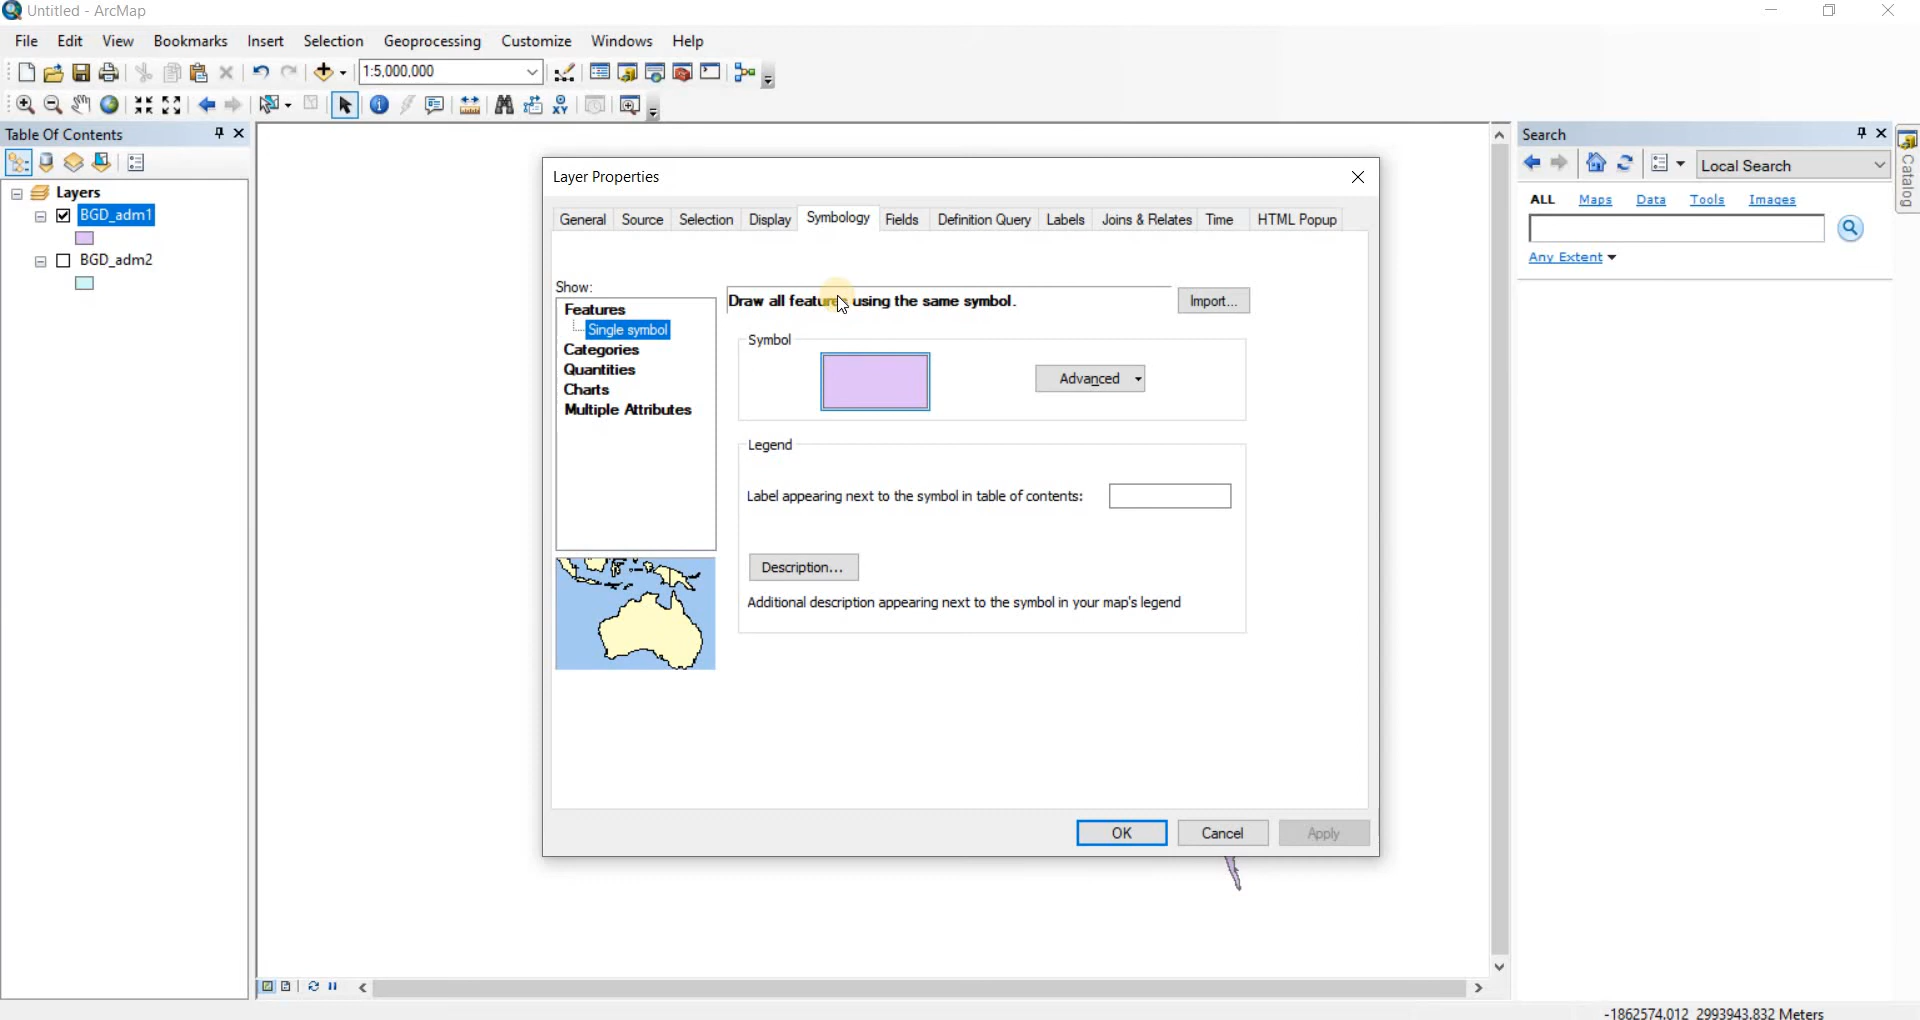 Untitled - ArcMap
File Edit View Bookmarks Insert Selection Geoprocessing Customize Windows Help
1:5,000,000
Table Of Contents
Layers
BGD_adm1
BGD_adm2
Layer Properties
General Source Selection Display Symbology Fields Definition Query Labels Joins & Relates Time HTML Popup
Show:
Features
Single symbol
Categories
Quantities
Charts
Multiple Attributes
Draw all features using the same symbol.
Import...
Symbol
Advanced
Legend
Label appearing next to the symbol in table of contents:
Description...
Additional description appearing next to the symbol in your map's legend
OK Cancel Apply
Search
Local Search
ALL Maps Data Tools Images
Any Extent
Catalog
-1862574.012 2993943.832 Meters